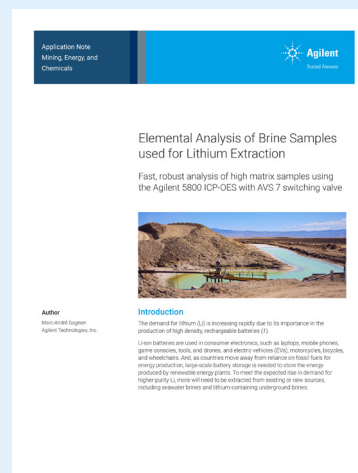 Application Note
Mining, Energy, and
Chemicals
Agilent
Trusted Answers
Elemental Analysis of Brine Samples
used for Lithium Extraction
Fast, robust analysis of high matrix samples using
the Agilent 5800 ICP-OES with AVS 7 switching valve
Author
Marc-André Gagnon
Agilent Technologies, Inc.
Introduction
The demand for lithium (Li) is increasing rapidly due to its importance in the
production of high density, rechargeable batteries (1).
Li-ion batteries are used in consumer electronics, such as laptops, mobile phones,
game consoles, tools, and drones, and electric vehicles (EVs), motorcycles, bicycles,
and wheelchairs. And, as countries move away from reliance on fossil fuels for
energy production, large-scale battery storage is needed to store the energy
produced by renewable energy plants. To meet the expected rise in demand for
higher-purity Li, more will need to be extracted from existing or new sources,
including seawater brines and lithium-containing underground brines.